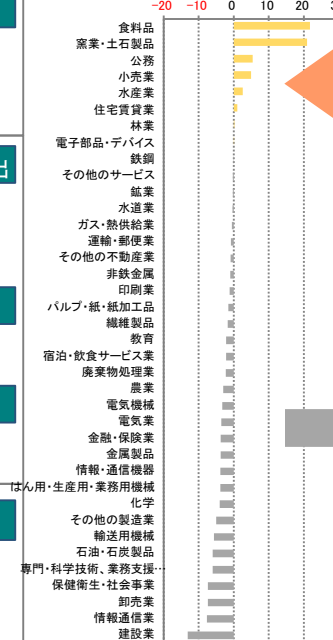 -20 -10 0 10 20
食料品
窯業・土石製品
公務
小売業
水産業
住宅賃貸業
林業
電子部品・デバイス
鉄鋼
その他のサービス
鉱業
水道業
ガス・熱供給業
運輸・郵便業
その他の不動産業
非鉄金属
印刷業
パルプ・紙・紙加工品
繊維製品
教育
宿泊・飲食サービス業
廃棄物処理業
農業
電気機械
電気業
金融・保険業
金属製品
情報・通信機器
はん用・生産用・業務用機械
化学
その他の製造業
輸送用機械
石油・石炭製品
専門・科学技術、業務支援…
保健衛生・社会事業
卸売業
情報通信業
建設業
出